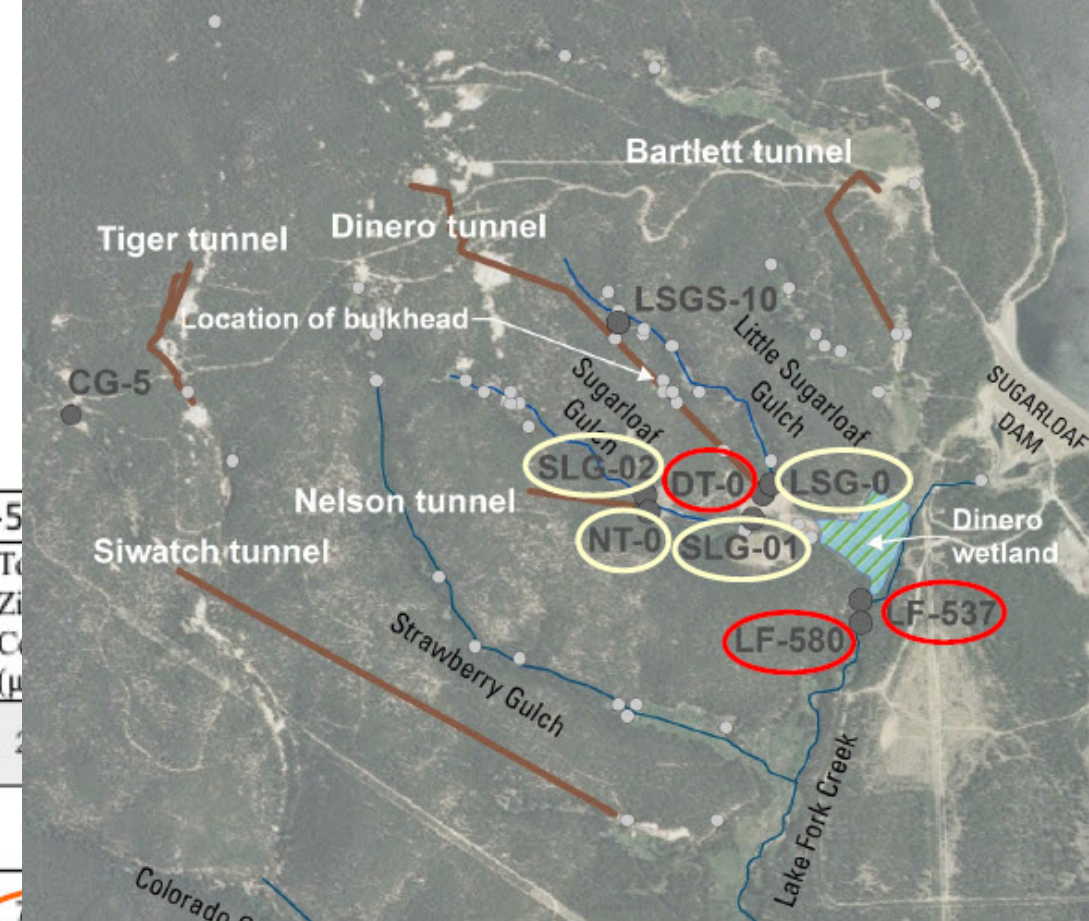 Bartlett tunnel
Dinero tunnel
Tiger tunnel
LSGS-10
Location of bulkhead
Little Sugarloaf
Gulch
CG-5
Sugarloaf
Gulch
SUGARLOAF
DAM
SLG-02
DT-0
LSG-0
Nelson tunnel
Dinero
wetland
NT-0
SLG-01
Siwatch tunnel
LF-537
LF-580
Strawberry Gulch
Lake Fork Creek
Colorado